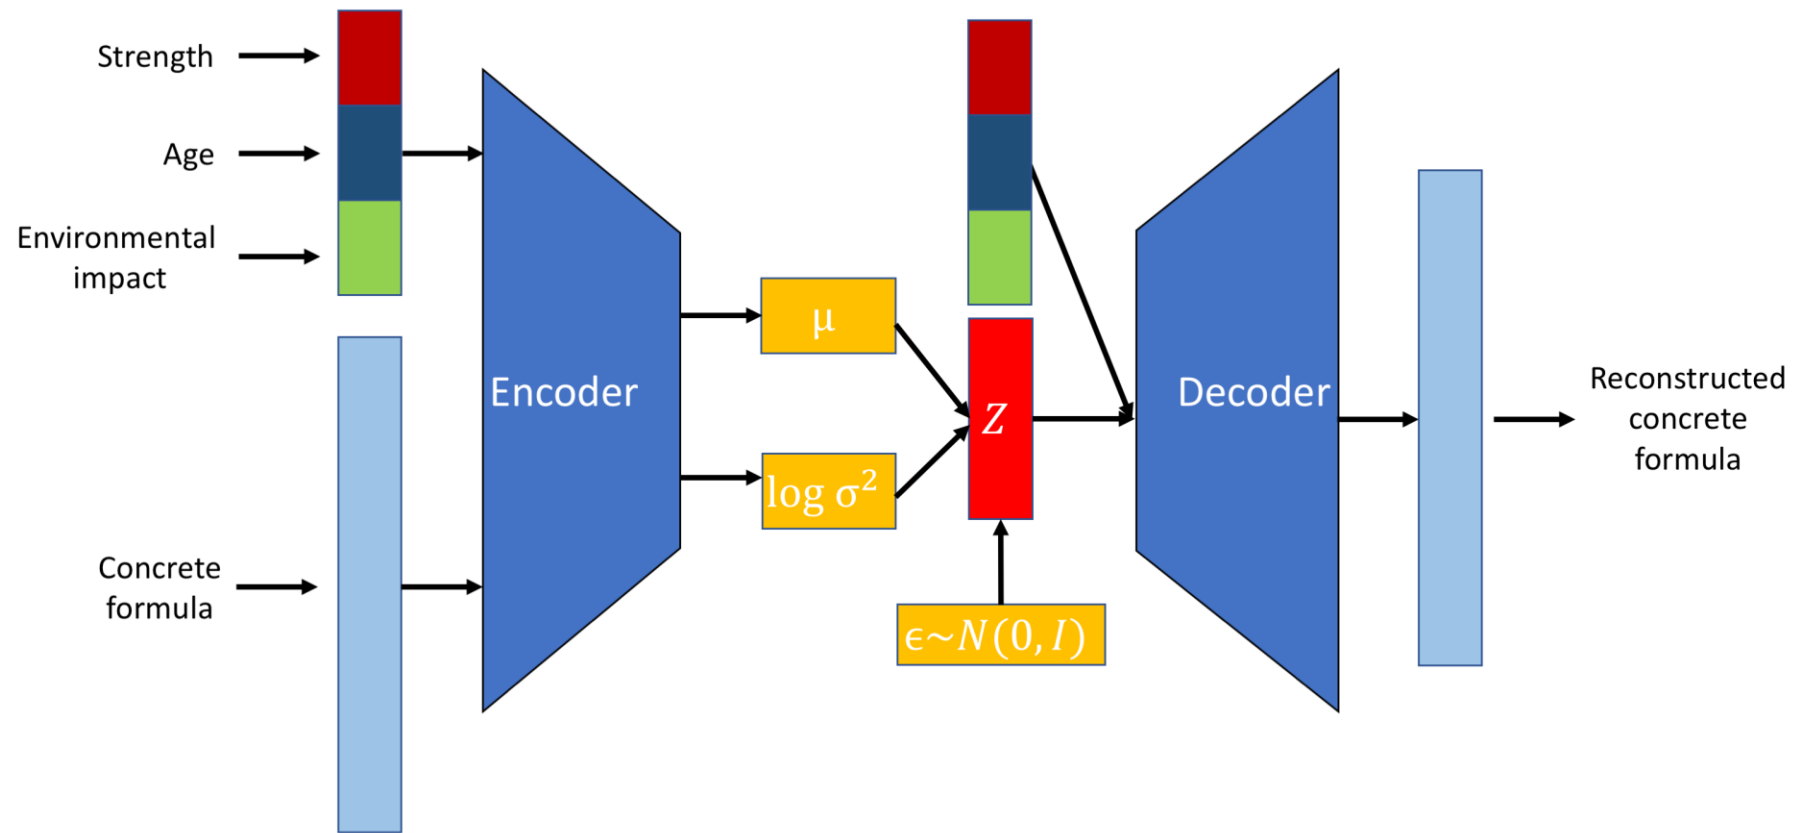 Strength
Age
Environmental
impact
Concrete
formula
Encoder
μ
log σ²
Z
ϵ~N(0, I)
Decoder
Reconstructed
concrete
formula